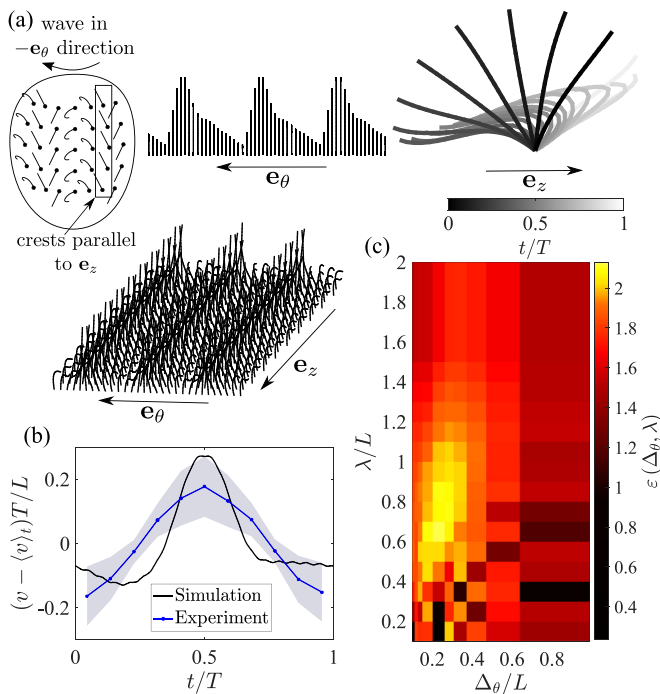 (a)
wave in
−e_θ direction
crests parallel
to e_z
e_θ
e_z
0 0.5 1
t/T
e_θ
e_z
(b)
(v − ⟨v⟩_t)T/L
0.2
0
-0.2
Simulation
Experiment
0 0.5 1
t/T
(c)
λ/L
2
1.8
1.6
1.4
1.2
1
0.8
0.6
0.4
0.2
0.2 0.4 0.6 0.8
Δ_θ/L
2
1.8
1.6
1.4
1.2
1
0.8
0.6
0.4
ε (Δ_θ, λ)